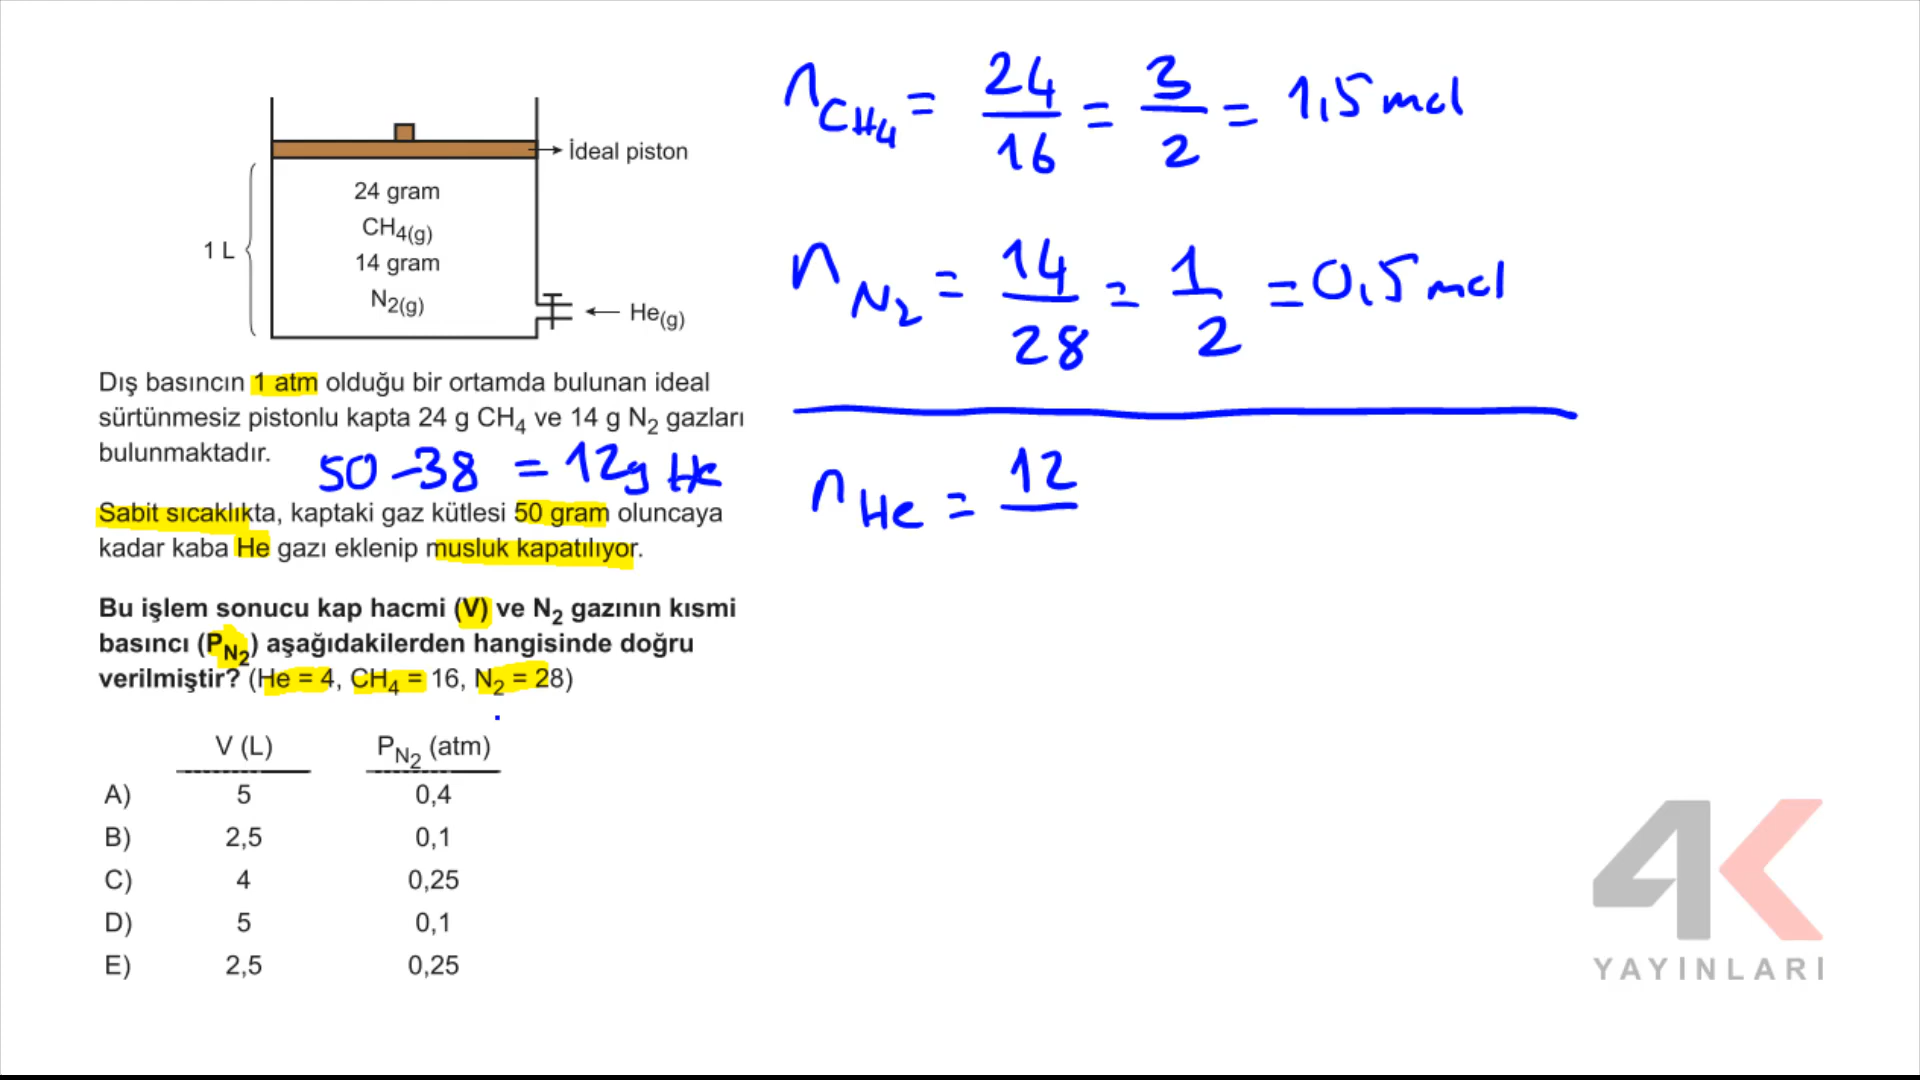 24 gram
CH4(g)
14 gram
N2(g)
1 L
İdeal piston
He(g)
Dış basıncın 1 atm olduğu bir ortamda bulunan ideal
sürtünmesiz pistonlu kapta 24 g CH4 ve 14 g N2 gazları
bulunmaktadır.
50 - 38 = 12g He
Sabit sıcaklıkta, kaptaki gaz kütlesi 50 gram oluncaya
kadar kaba He gazı eklenip musluk kapatılıyor.
Bu işlem sonucu kap hacmi (V) ve N2 gazının kısmi
basıncı (PN2) aşağıdakilerden hangisinde doğru
verilmiştir? (He = 4, CH4 = 16, N2 = 28)
V (L) PN2 (atm)
A) 5 0,4
B) 2,5 0,1
C) 4 0,25
D) 5 0,1
E) 2,5 0,25
nCH4 = 24/16 = 3/2 = 1,5 mol
nN2 = 14/28 = 1/2 = 0,5 mol
nHe = 12
4K
YAYINLARI